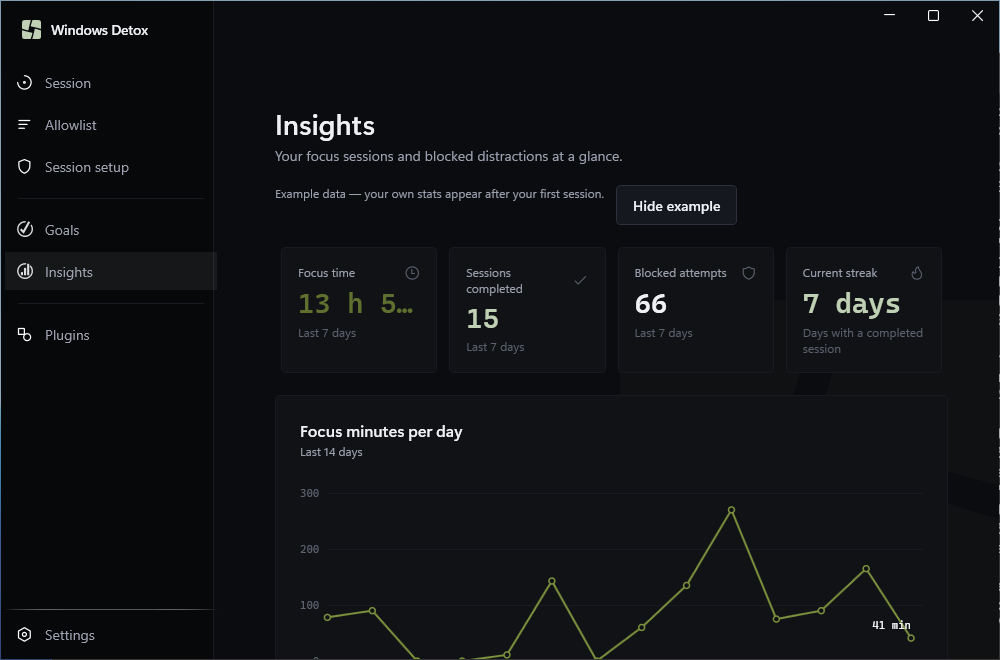 Windows Detox
Session
Allowlist
Session setup
Goals
Insights
Plugins
Settings
Insights
Your focus sessions and blocked distractions at a glance.
Example data — your own stats appear after your first session.
Hide example
Focus time
13 h 5…
Last 7 days
Sessions
completed
15
Last 7 days
Blocked attempts
66
Last 7 days
Current streak
7 days
Days with a completed
session
Focus minutes per day
Last 14 days
300
200
100
0
41 min